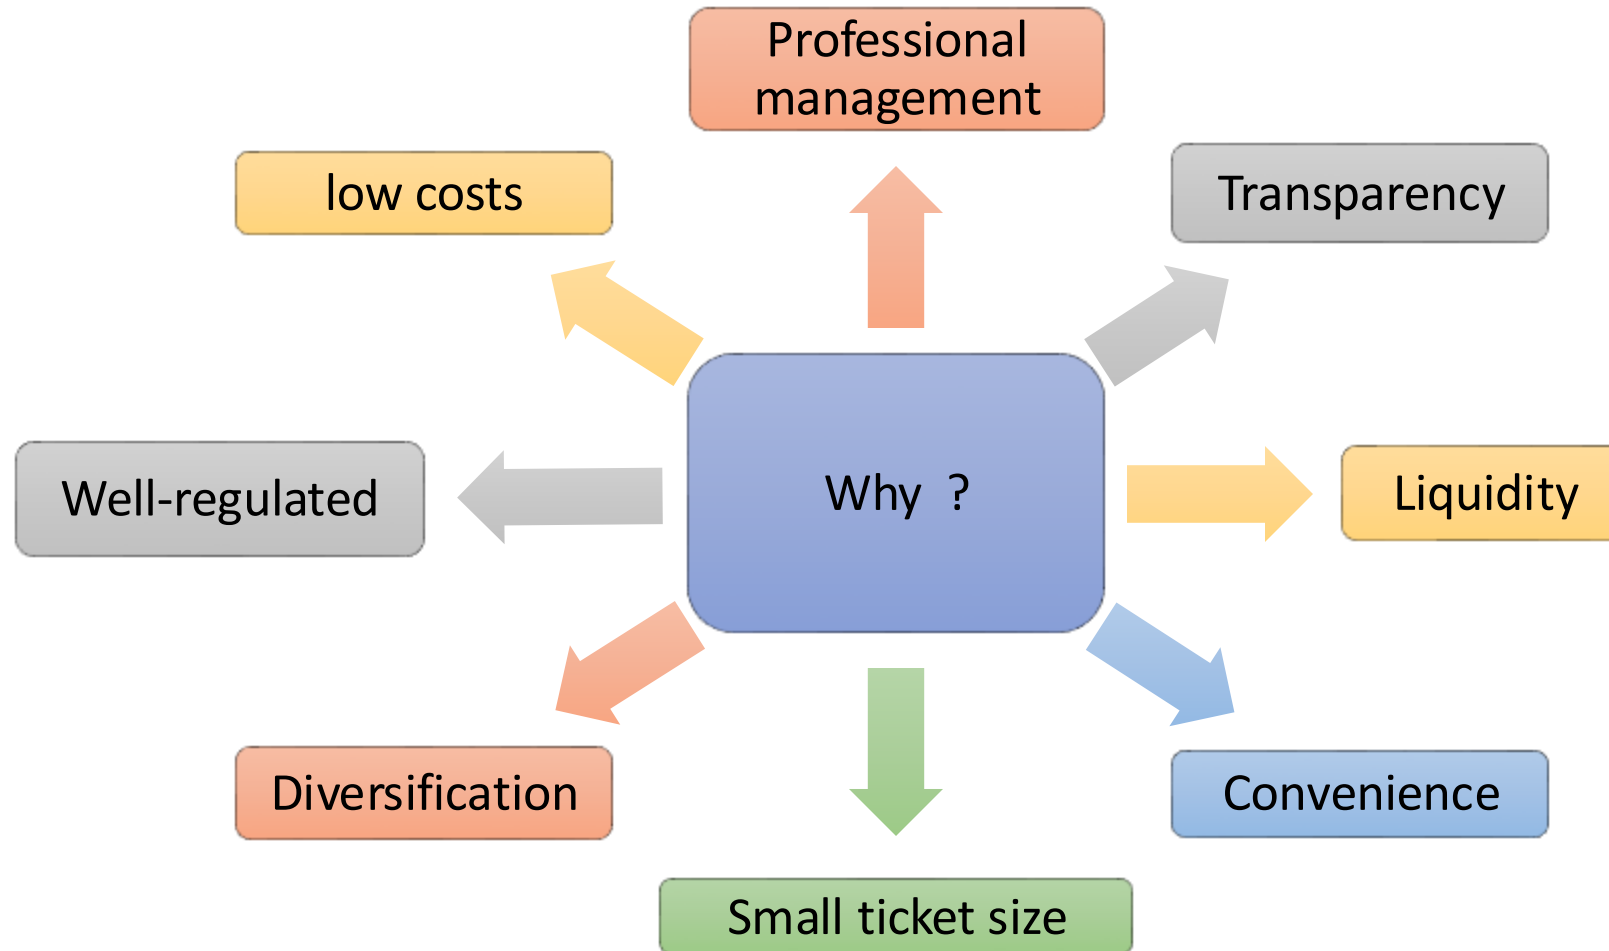 Professional
management
low costs
Transparency
Well-regulated
Why  ?
Liquidity
Diversification
Convenience
Small ticket size